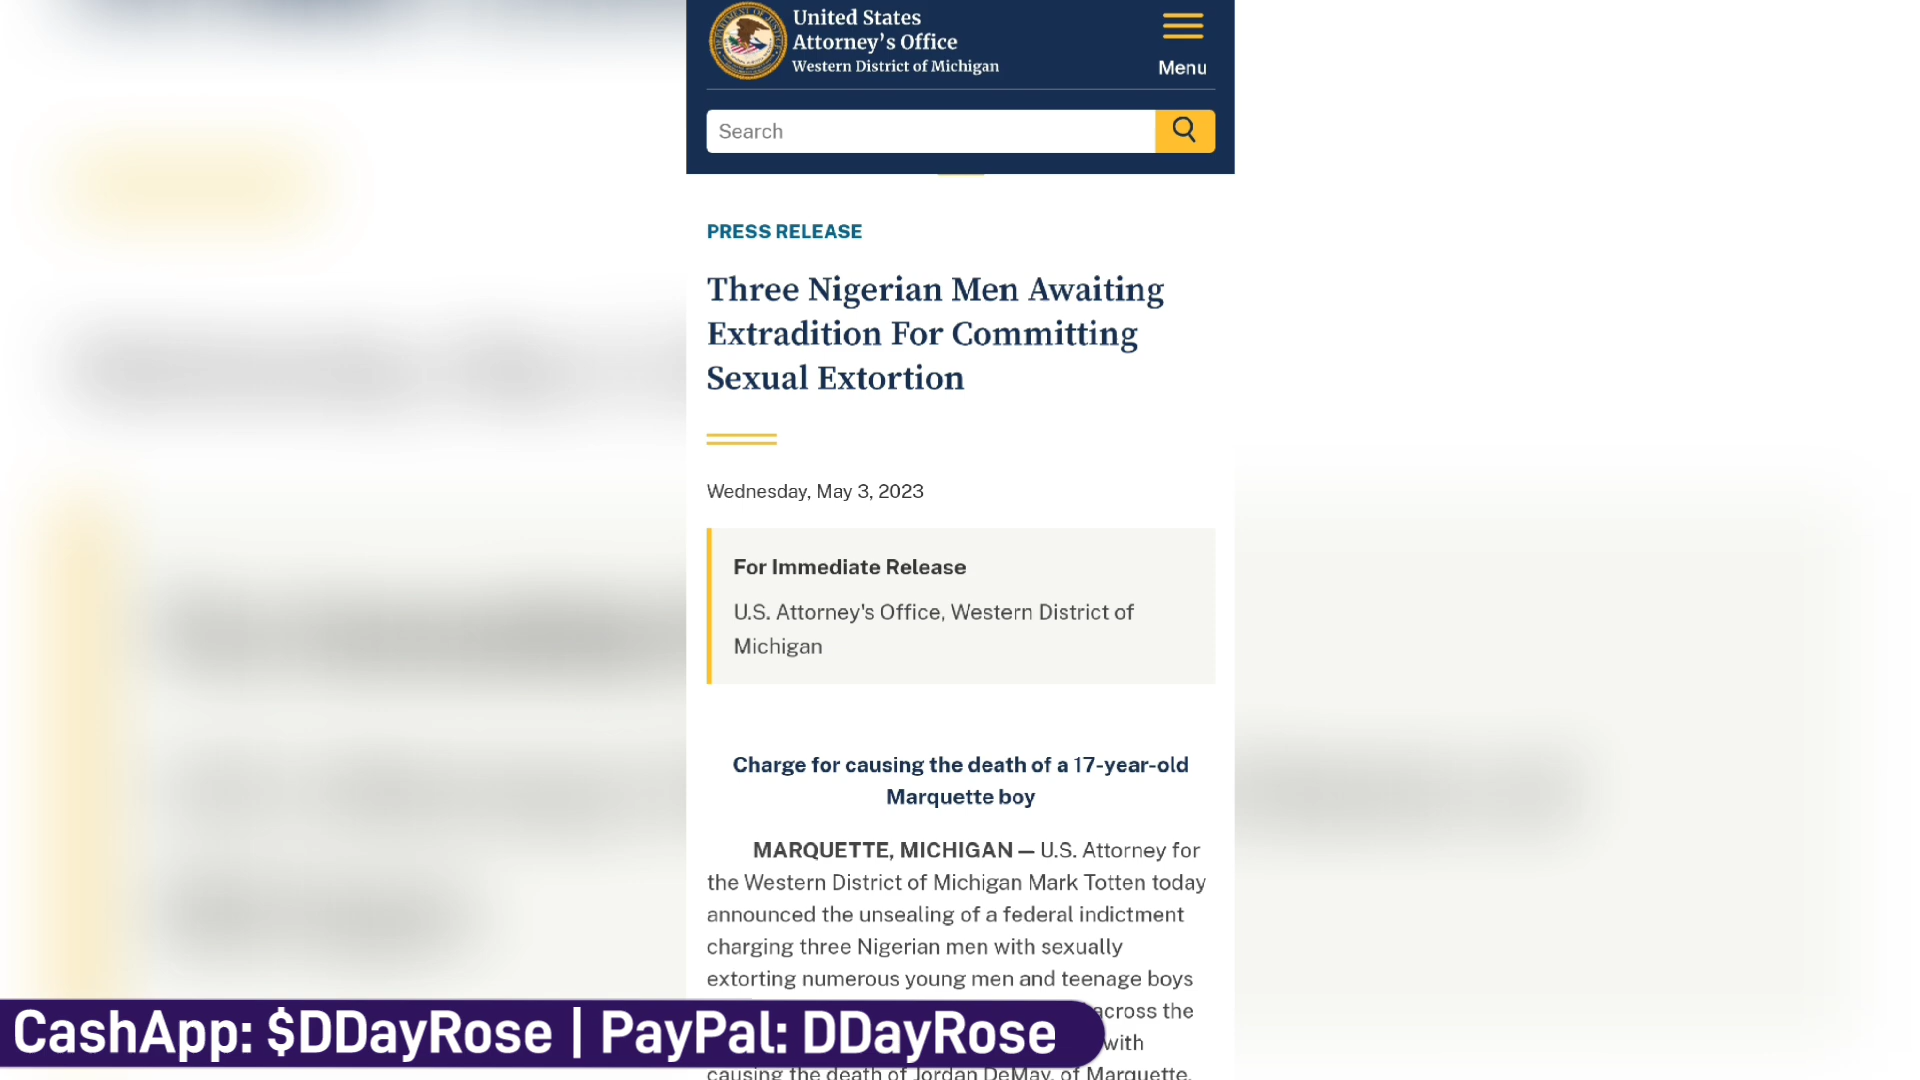 United States
Attorney's Office
Western District of Michigan
Menu
Search
PRESS RELEASE
Three Nigerian Men Awaiting
Extradition For Committing
Sexual Extortion
Wednesday, May 3, 2023
For Immediate Release
U.S. Attorney's Office, Western District of
Michigan
Charge for causing the death of a 17-year-old
Marquette boy
MARQUETTE, MICHIGAN — U.S. Attorney for
the Western District of Michigan Mark Totten today
announced the unsealing of a federal indictment
charging three Nigerian men with sexually
extorting numerous young men and teenage boys
across the
with
causing the death of Jordan DeMay, of Marquette,
CashApp: $DDayRose | PayPal: DDayRose